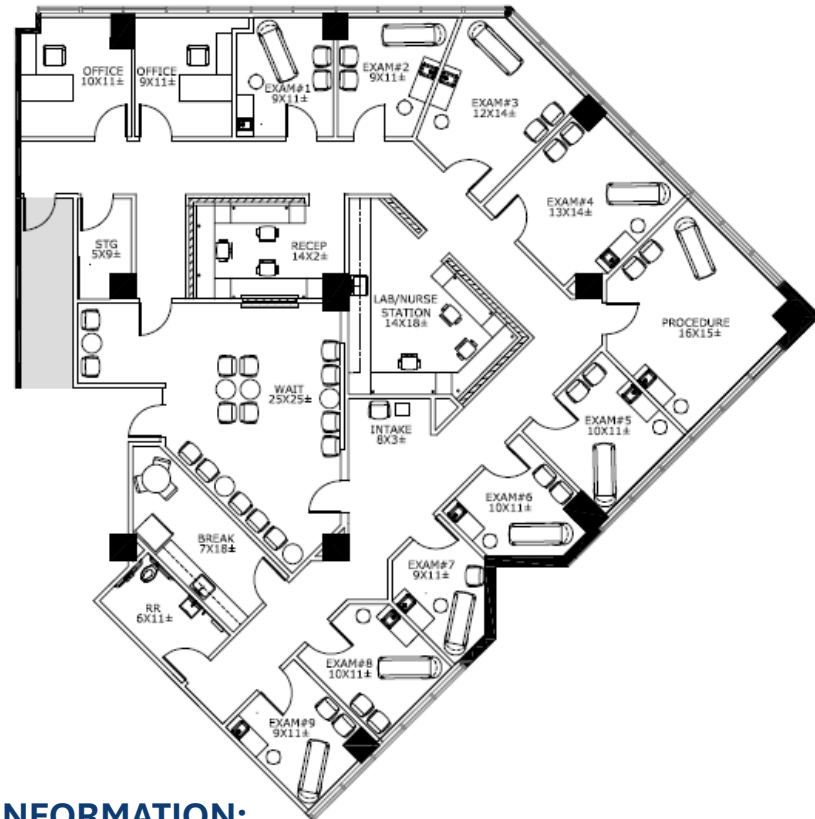 OFFICE
10X11±
OFFICE
9X11±
EXAM#1
9X11±
EXAM#2
9X11±
EXAM#3
12X14±
EXAM#4
13X14±
STG
5X9±
RECEP
14X2±
LAB/NURSE
STATION
14X18±
PROCEDURE
16X15±
WAIT
25X25±
INTAKE
8X3±
EXAM#5
10X11±
EXAM#6
10X11±
BREAK
7X18±
EXAM#7
9X11±
RR
6X11±
EXAM#8
10X11±
EXAM#9
9X11±
NFORMATION: